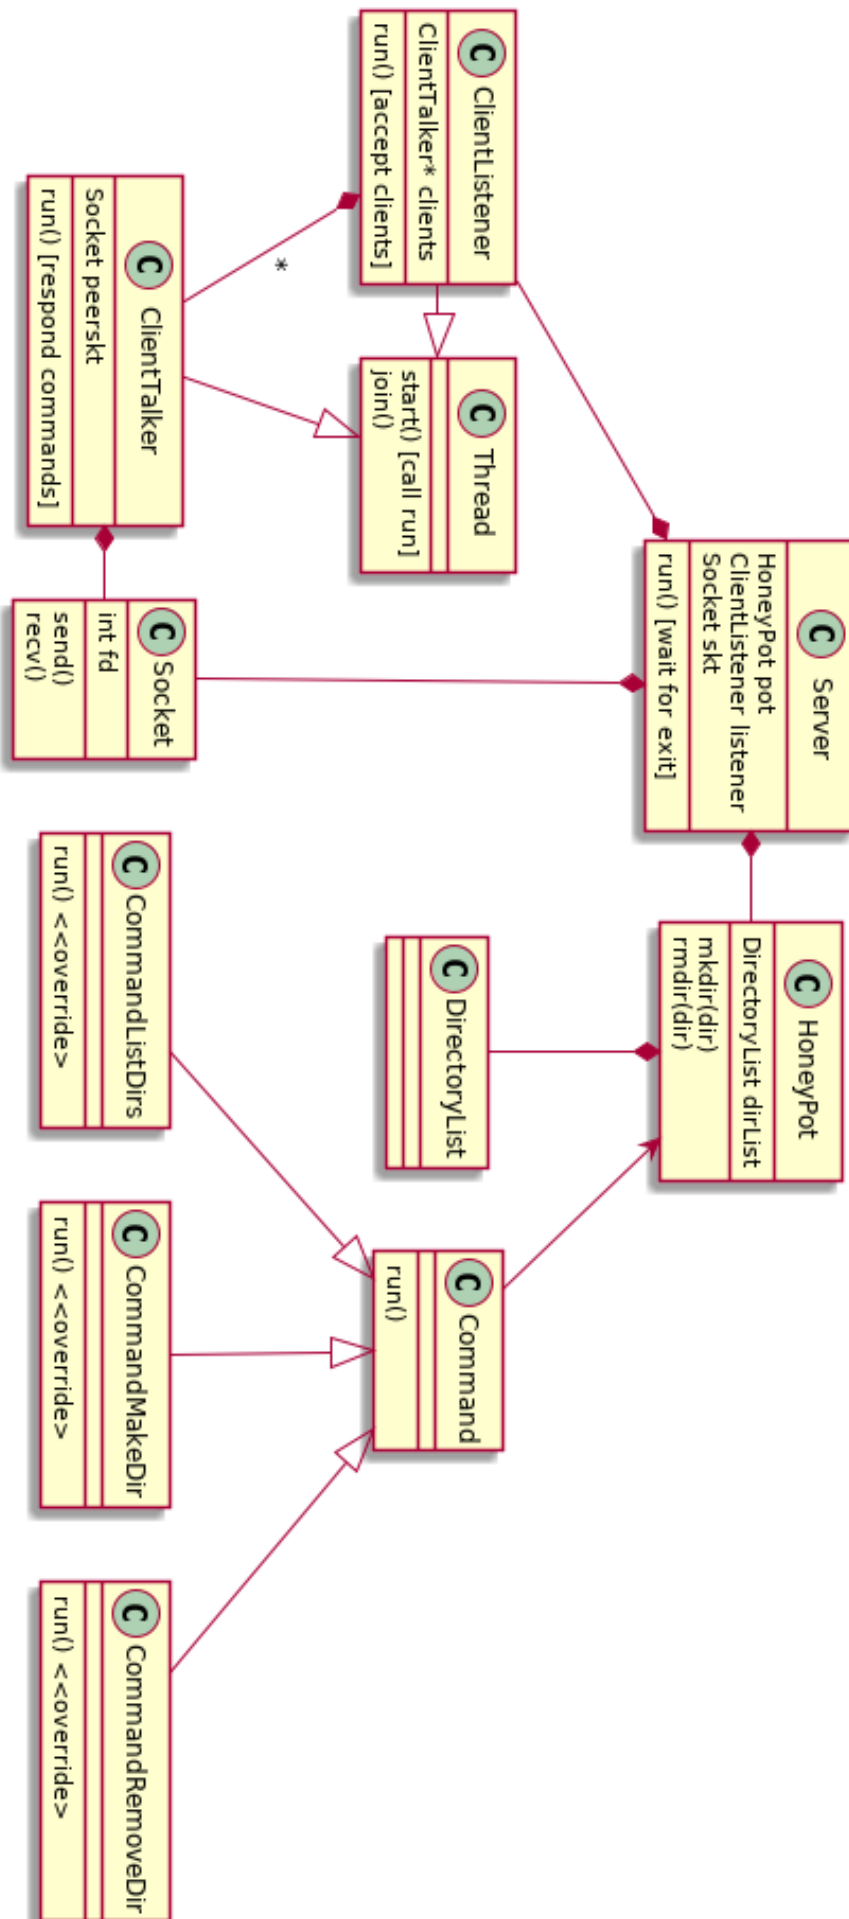 C Server
HoneyPot pot
ClientListener listener
Socket skt
run() [wait for exit]
C HoneyPot
DirectoryList dirList
mkdir(dir)
rmdir(dir)
C ClientListener
ClientTalker* clients
run() [accept clients]
C Thread
start() [call run]
join()
C DirectoryList
C Command
run()
*
C ClientTalker
Socket peerskt
run() [respond commands]
C Socket
int fd
send()
recv()
C CommandListDirs
run() <<override>
C CommandMakeDir
run() <<override>
C CommandRemoveDir
run() <<override>